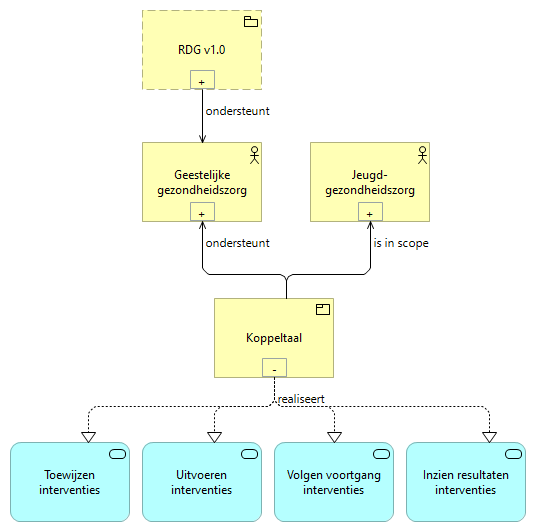 RDG v1.0
+
ondersteunt
Geestelijke
gezondheidszorg
+
Jeugd-
gezondheidszorg
+
ondersteunt
is in scope
Koppeltaal
-
realiseert
Toewijzen
interventies
Uitvoeren
interventies
Volgen voortgang
interventies
Inzien resultaten
interventies